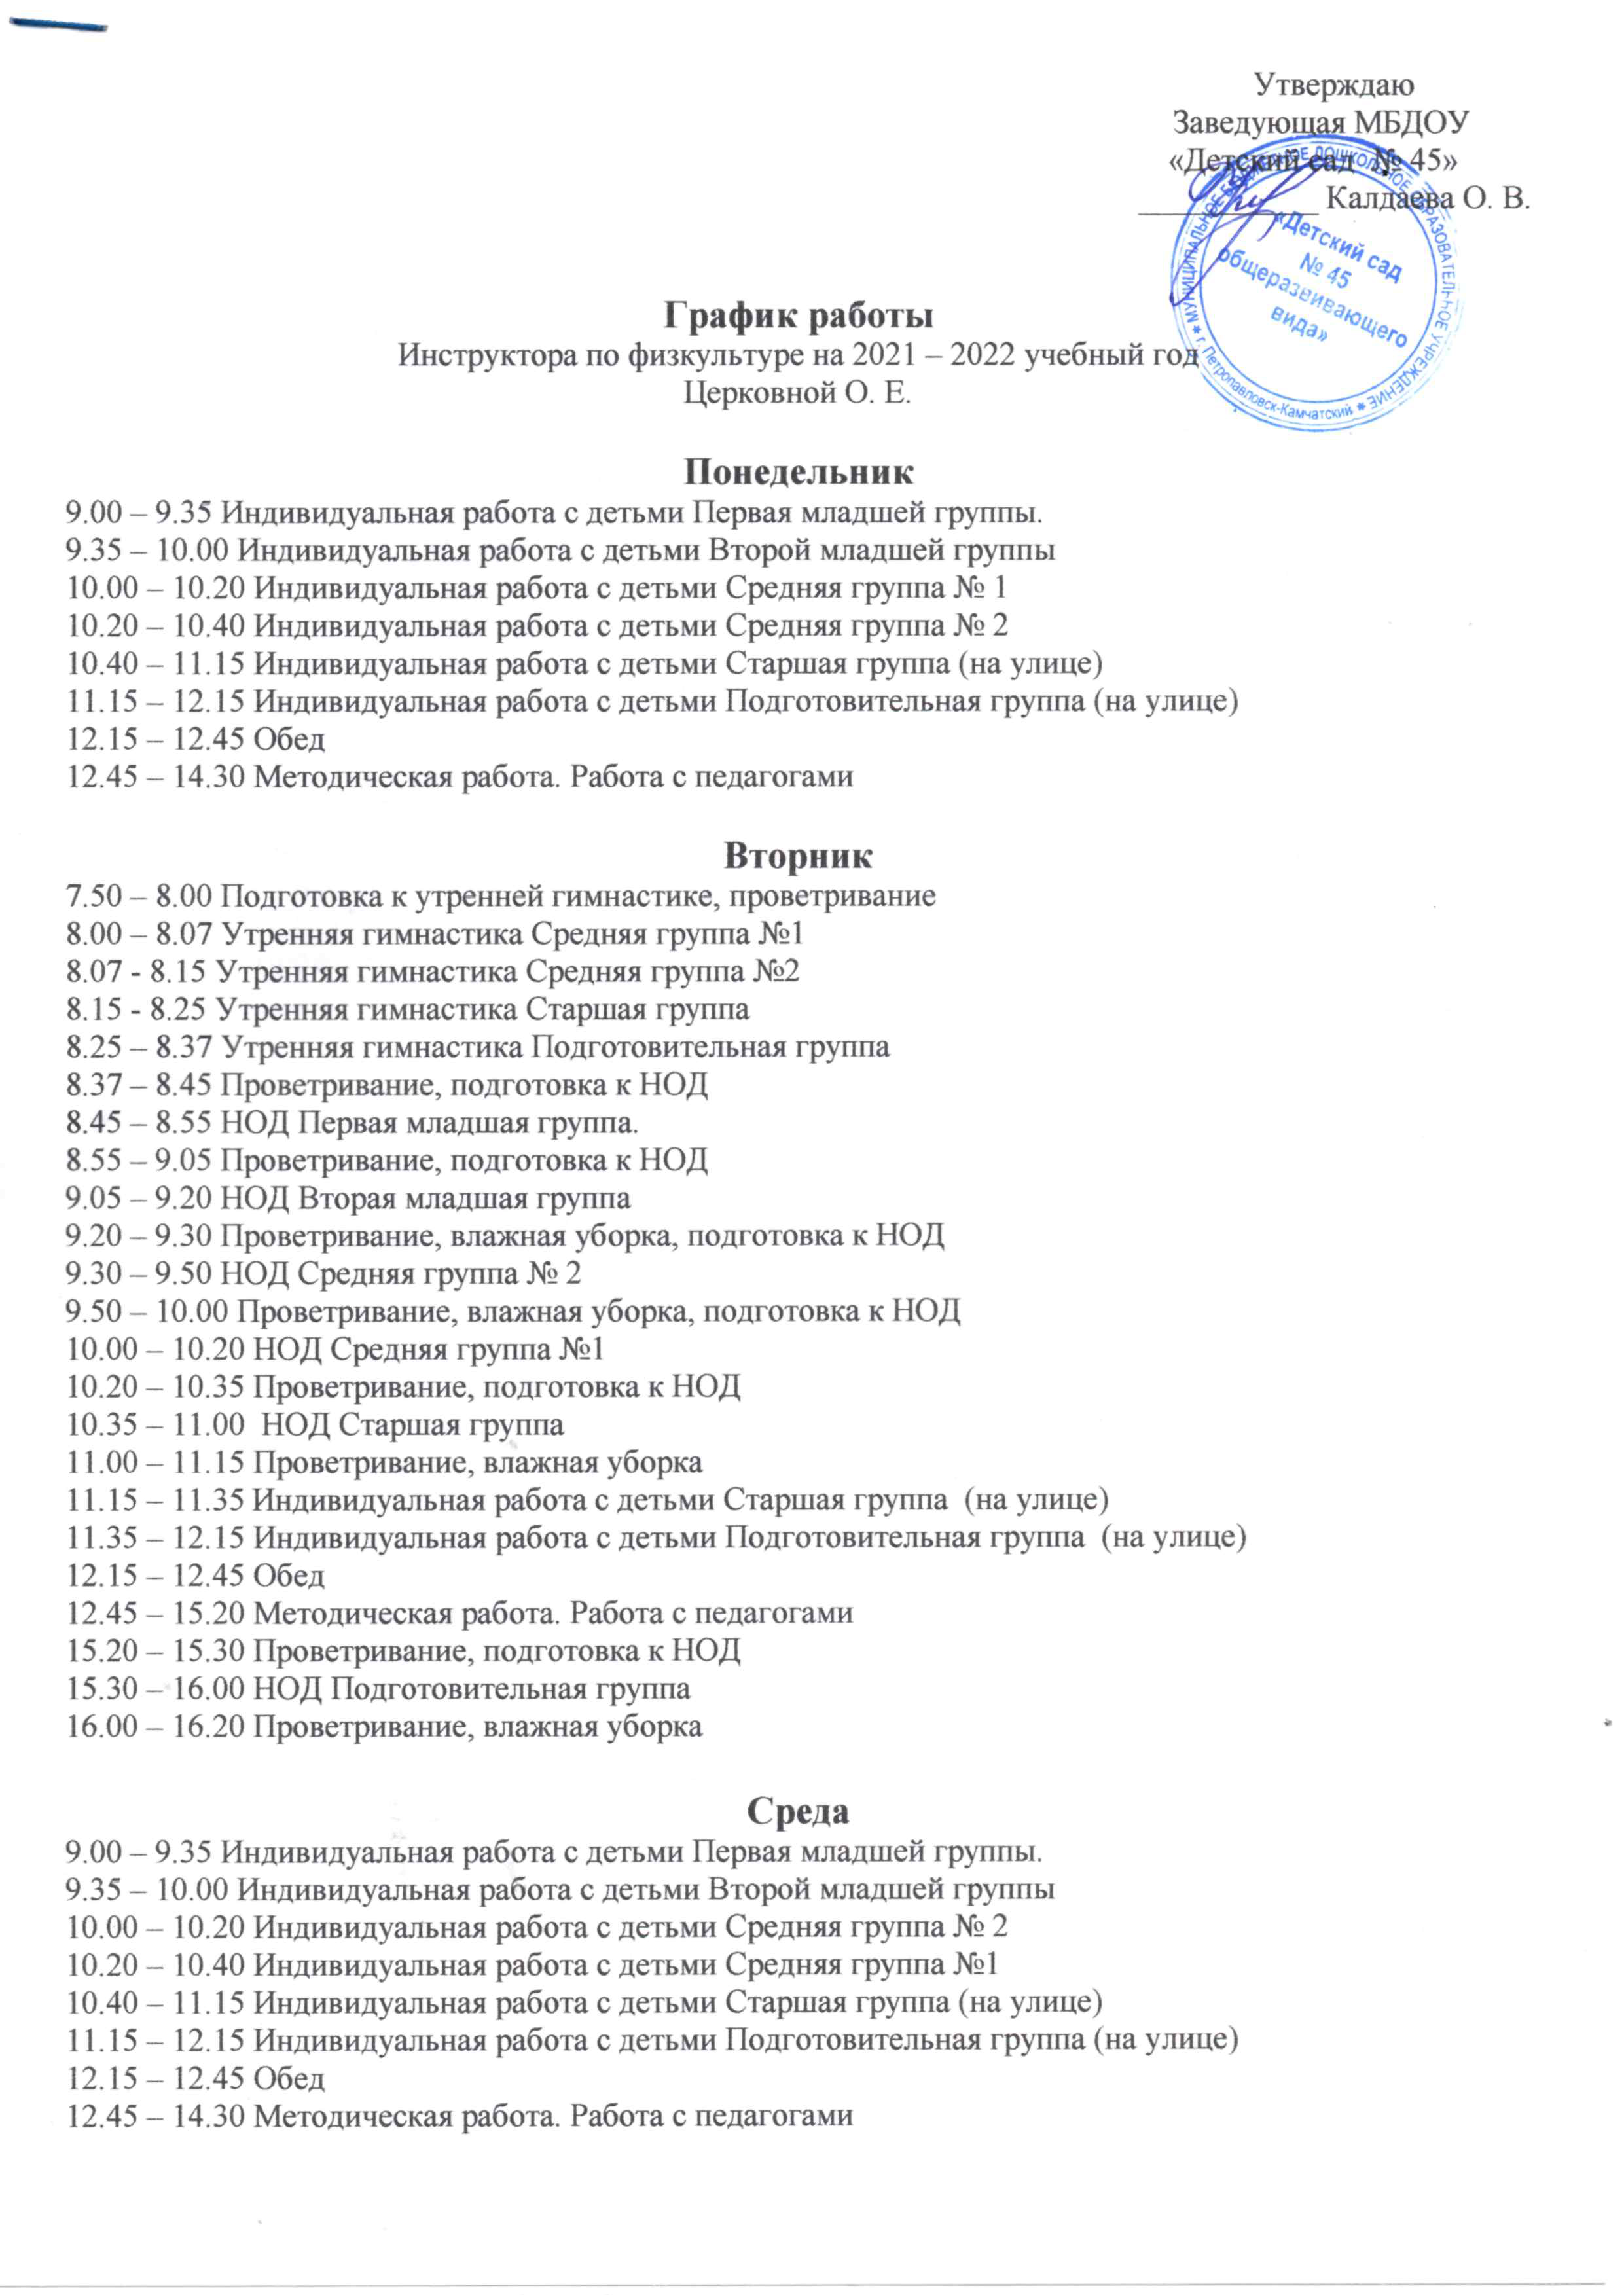 Утверждаю
Заведующая МБДОУ
«Детский сад № 45»
____________ Калдаева О. В.
МУНИЦИПАЛЬНОЕ БЮДЖЕТНОЕ ДОШКОЛЬНОЕ ОБРАЗОВАТЕЛЬНОЕ УЧРЕЖДЕНИЕ
г. Петропавловск-Камчатский
«Детский сад
№ 45
общеразвивающего
вида»
График работы
Инструктора по физкультуре на 2021 – 2022 учебный год
Церковной О. Е.
Понедельник
9.00 – 9.35 Индивидуальная работа с детьми Первая младшей группы.
9.35 – 10.00 Индивидуальная работа с детьми Второй младшей группы
10.00 – 10.20 Индивидуальная работа с детьми Средняя группа № 1
10.20 – 10.40 Индивидуальная работа с детьми Средняя группа № 2
10.40 – 11.15 Индивидуальная работа с детьми Старшая группа (на улице)
11.15 – 12.15 Индивидуальная работа с детьми Подготовительная группа (на улице)
12.15 – 12.45 Обед
12.45 – 14.30 Методическая работа. Работа с педагогами
Вторник
7.50 – 8.00 Подготовка к утренней гимнастике, проветривание
8.00 – 8.07 Утренняя гимнастика Средняя группа №1
8.07 - 8.15 Утренняя гимнастика Средняя группа №2
8.15 - 8.25 Утренняя гимнастика Старшая группа
8.25 – 8.37 Утренняя гимнастика Подготовительная группа
8.37 – 8.45 Проветривание, подготовка к НОД
8.45 – 8.55 НОД Первая младшая группа.
8.55 – 9.05 Проветривание, подготовка к НОД
9.05 – 9.20 НОД Вторая младшая группа
9.20 – 9.30 Проветривание, влажная уборка, подготовка к НОД
9.30 – 9.50 НОД Средняя группа № 2
9.50 – 10.00 Проветривание, влажная уборка, подготовка к НОД
10.00 – 10.20 НОД Средняя группа №1
10.20 – 10.35 Проветривание, подготовка к НОД
10.35 – 11.00 НОД Старшая группа
11.00 – 11.15 Проветривание, влажная уборка
11.15 – 11.35 Индивидуальная работа с детьми Старшая группа (на улице)
11.35 – 12.15 Индивидуальная работа с детьми Подготовительная группа (на улице)
12.15 – 12.45 Обед
12.45 – 15.20 Методическая работа. Работа с педагогами
15.20 – 15.30 Проветривание, подготовка к НОД
15.30 – 16.00 НОД Подготовительная группа
16.00 – 16.20 Проветривание, влажная уборка
Среда
9.00 – 9.35 Индивидуальная работа с детьми Первая младшей группы.
9.35 – 10.00 Индивидуальная работа с детьми Второй младшей группы
10.00 – 10.20 Индивидуальная работа с детьми Средняя группа № 2
10.20 – 10.40 Индивидуальная работа с детьми Средняя группа №1
10.40 – 11.15 Индивидуальная работа с детьми Старшая группа (на улице)
11.15 – 12.15 Индивидуальная работа с детьми Подготовительная группа (на улице)
12.15 – 12.45 Обед
12.45 – 14.30 Методическая работа. Работа с педагогами